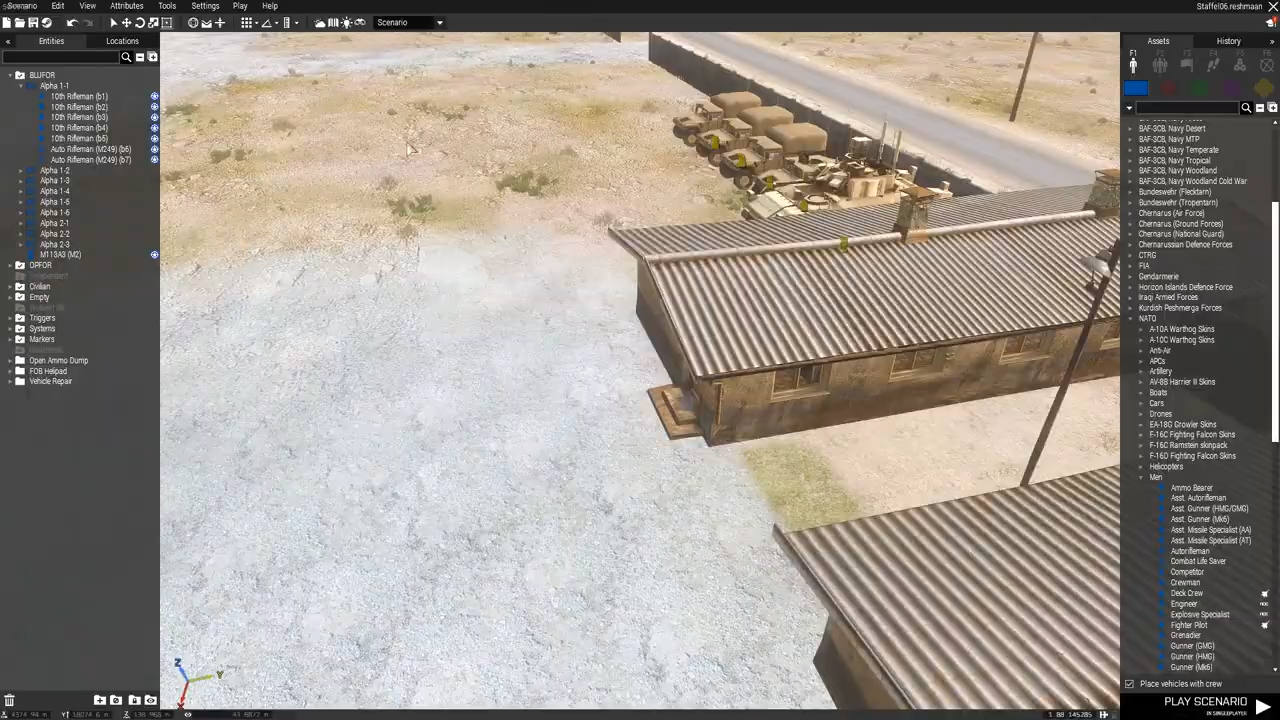 Scenario Edit View Attributes Tools Settings Play Help
Staffel06.reshmaan
Scenario
Entities Locations
Assets History
F1 F2 F3 F4 F5 F6
BLUFOR
Alpha 1-1
10th Rifleman (b1)
10th Rifleman (b2)
10th Rifleman (b3)
10th Rifleman (b4)
10th Rifleman (b5)
Auto Rifleman (M249) (b6)
Auto Rifleman (M249) (b7)
Alpha 1-2
Alpha 1-3
Alpha 1-4
Alpha 1-5
Alpha 1-6
Alpha 2-1
Alpha 2-2
Alpha 2-3
M113A3 (M2)
OPFOR
Independent
Civilian
Empty
Triggers
Systems
Markers
Open Ammo Dump
FOB Helipad
Vehicle Repair
BAF-3CB, Navy Desert
BAF-3CB, Navy MTP
BAF-3CB, Navy Temperate
BAF-3CB, Navy Tropical
BAF-3CB, Navy Woodland
BAF-3CB, Navy Woodland Cold War
Bundeswehr (Flecktarn)
Bundeswehr (Tropentarn)
Chernarus (Air Force)
Chernarus (Ground Forces)
Chernarus (National Guard)
Chernarussian Defence Forces
CTRG
FIA
Gendarmerie
Horizon Islands Defence Force
Iraqi Armed Forces
Kurdish Peshmerga Forces
NATO
A-10A Warthog Skins
A-10C Warthog Skins
Anti-Air
APCs
Artillery
AV-8B Harrier II Skins
Boats
Cars
Drones
EA-18G Growler Skins
F-16C Fighting Falcon Skins
F-16C Ramstein skinpack
F-16D Fighting Falcon Skins
Helicopters
Men
Ammo Bearer
Asst. Autorifleman
Asst. Gunner (HMG/GMG)
Asst. Gunner (Mk6)
Asst. Missile Specialist (AA)
Asst. Missile Specialist (AT)
Autorifleman
Combat Life Saver
Competitor
Crewman
Deck Crew
Engineer
Explosive Specialist
Fighter Pilot
Grenadier
Gunner (GMG)
Gunner (HMG)
Gunner (Mk6)
Place vehicles with crew
PLAY SCENARIO
IN SINGLEPLAYER
Z
Y
X
1.88.145285